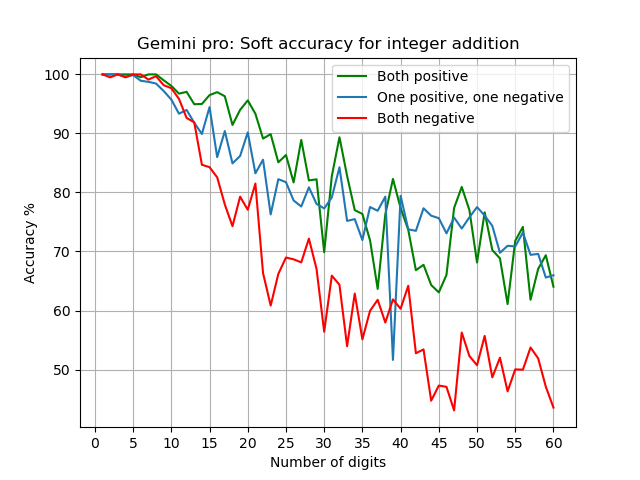 Gemini pro: Soft accuracy for integer addition
Both positive
One positive, one negative
Both negative
Accuracy %
100
90
80
70
60
50
0 5 10 15 20 25 30 35 40 45 50 55 60
Number of digits